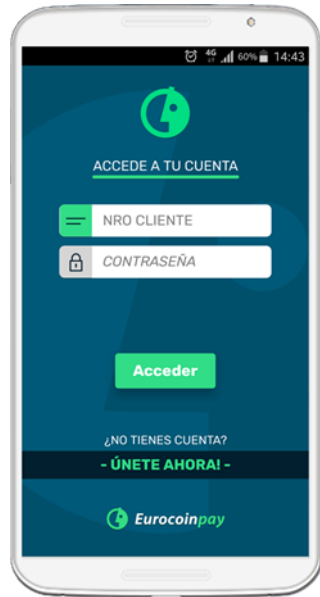 4G 60% 14:43
ACCEDE A TU CUENTA
NRO CLIENTE
CONTRASEÑA
Acceder
¿NO TIENES CUENTA?
- ÚNETE AHORA! -
Eurocoinpay